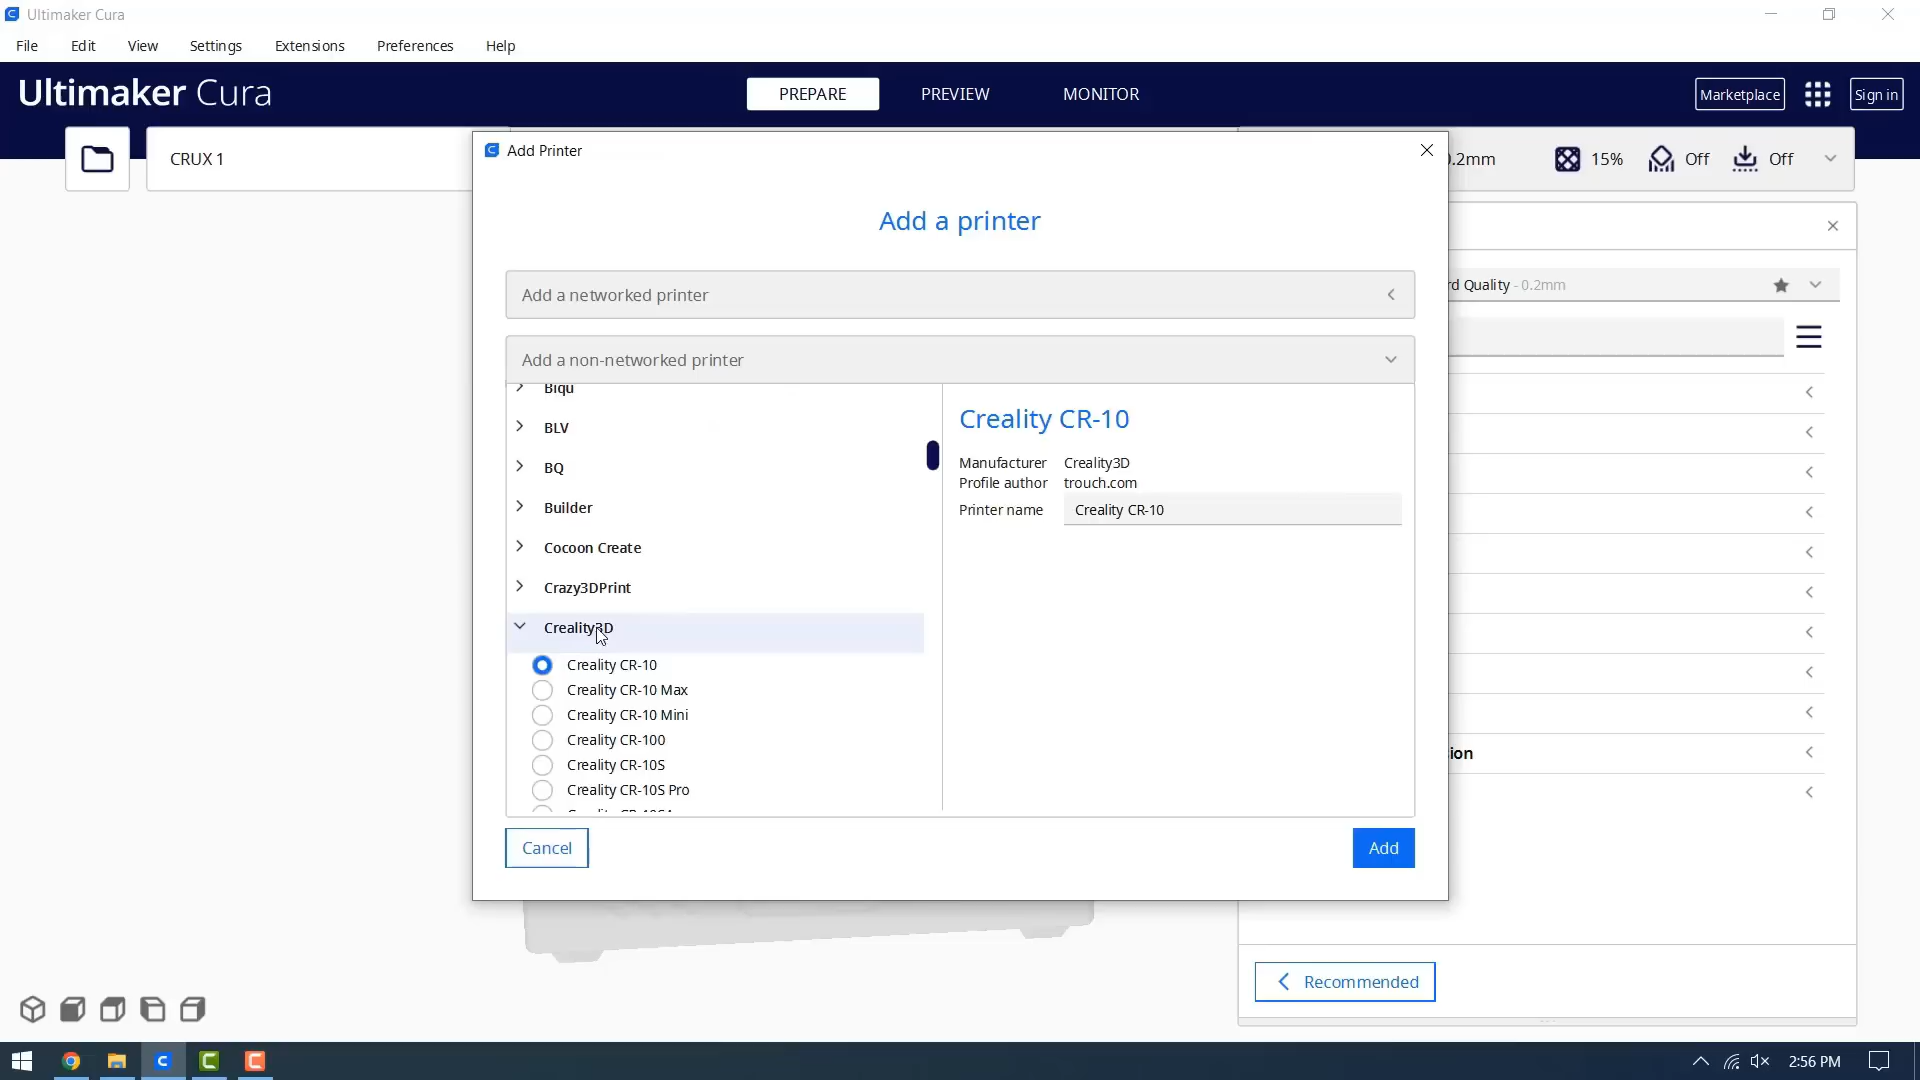 Ultimaker Cura
File Edit View Settings Extensions Preferences Help
Ultimaker Cura
PREPARE PREVIEW MONITOR
Marketplace
Sign in
CRUX 1
.2mm
15%
Off
Off
Add Printer
Add a printer
rd Quality - 0.2mm
Add a networked printer
Add a non-networked printer
Biqu
BLV
BQ
Builder
Cocoon Create
Crazy3DPrint
Creality3D
Creality CR-10
Creality CR-10 Max
Creality CR-10 Mini
Creality CR-100
Creality CR-10S
Creality CR-10S Pro
Creality CR-10
Manufacturer Creality3D
Profile author trouch.com
Printer name Creality CR-10
ion
Cancel
Add
Recommended
2:56 PM